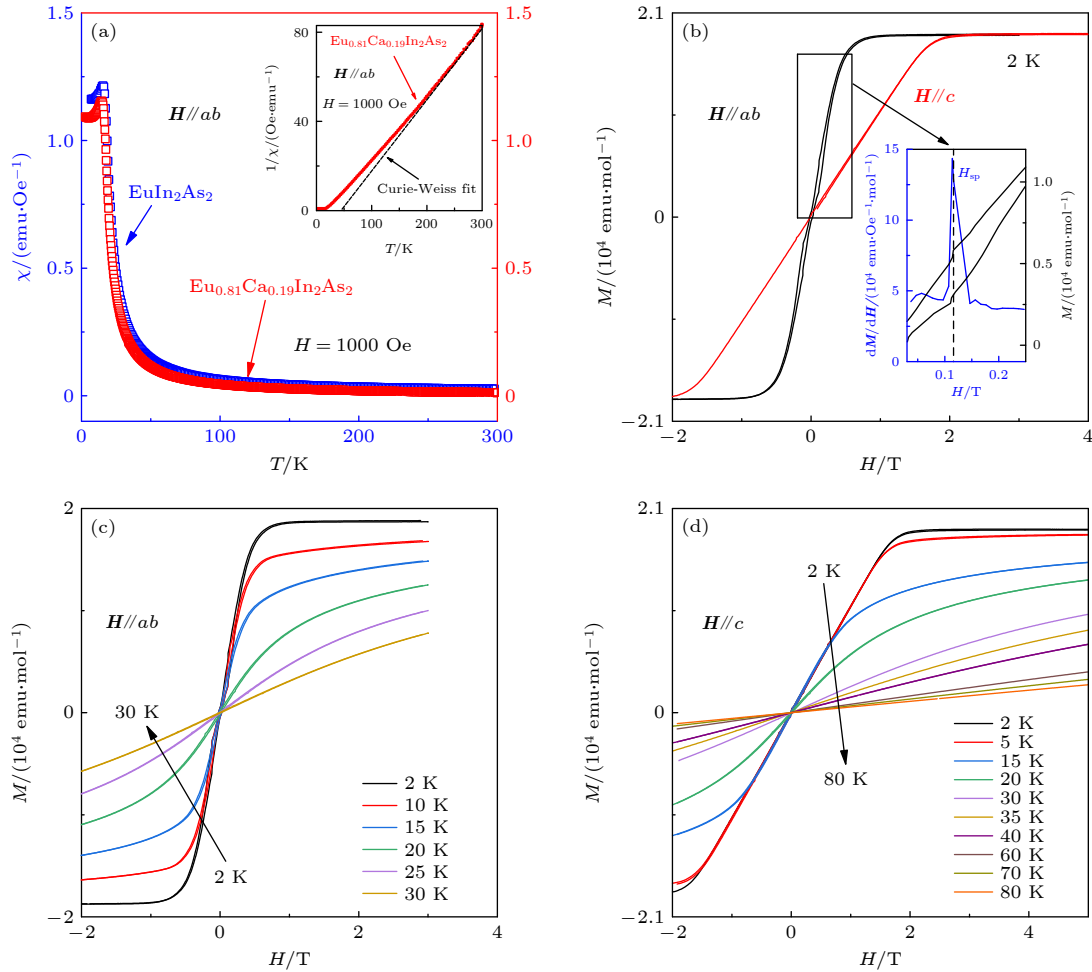 (a)
1.5
1.0
0.5
0
χ/(emu·Oe⁻¹)
0
100
200
300
T/K
1.5
1.0
0.5
0
H//ab
EuIn₂As₂
Eu₀.₈₁Ca₀.₁₉In₂As₂
H = 1000 Oe
80
40
0
1/χ/(Oe·emu⁻¹)
Eu₀.₈₁Ca₀.₁₉In₂As₂
H//ab
H = 1000 Oe
Curie-Weiss fit
0
100
200
300
T/K
(b)
2.1
0
−2.1
M/(10⁴ emu·mol⁻¹)
−2
0
2
4
H/T
2 K
H//ab
H//c
15
10
5
0
dM/dH/(10⁴ emu·Oe⁻¹·mol⁻¹)
Hsp
1.0
0.5
0
M/(10⁴ emu·mol⁻¹)
0.1
0.2
H/T
(c)
2
0
−2
M/(10⁴ emu·mol⁻¹)
−2
0
2
4
H/T
H//ab
30 K
2 K
2 K
10 K
15 K
20 K
25 K
30 K
(d)
2.1
0
−2.1
M/(10⁴ emu·mol⁻¹)
−2
0
2
4
H/T
H//c
2 K
80 K
2 K
5 K
15 K
20 K
30 K
35 K
40 K
60 K
70 K
80 K